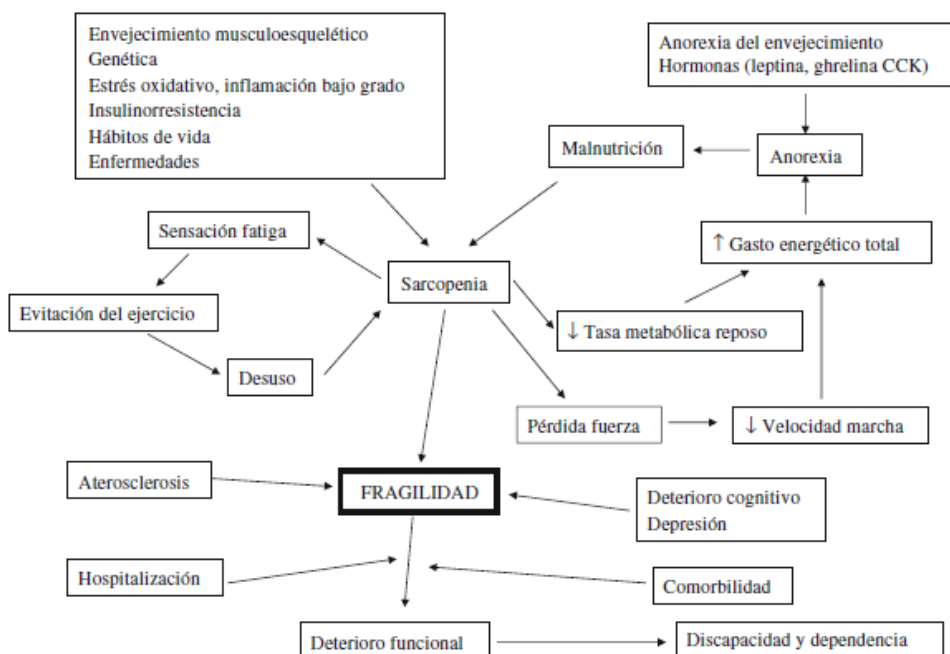 Envejecimiento musculoesquelético
Genética
Estrés oxidativo, inflamación bajo grado
Insulinorresistencia
Hábitos de vida
Enfermedades
Anorexia del envejecimiento
Hormonas (leptina, ghrelina CCK)
Malnutrición
Anorexia
Sensación fatiga
↑ Gasto energético total
Sarcopenia
Evitación del ejercicio
↓ Tasa metabólica reposo
Desuso
Pérdida fuerza
↓ Velocidad marcha
Aterosclerosis
FRAGILIDAD
Deterioro cognitivo
Depresión
Hospitalización
Comorbilidad
Deterioro funcional
Discapacidad y dependencia